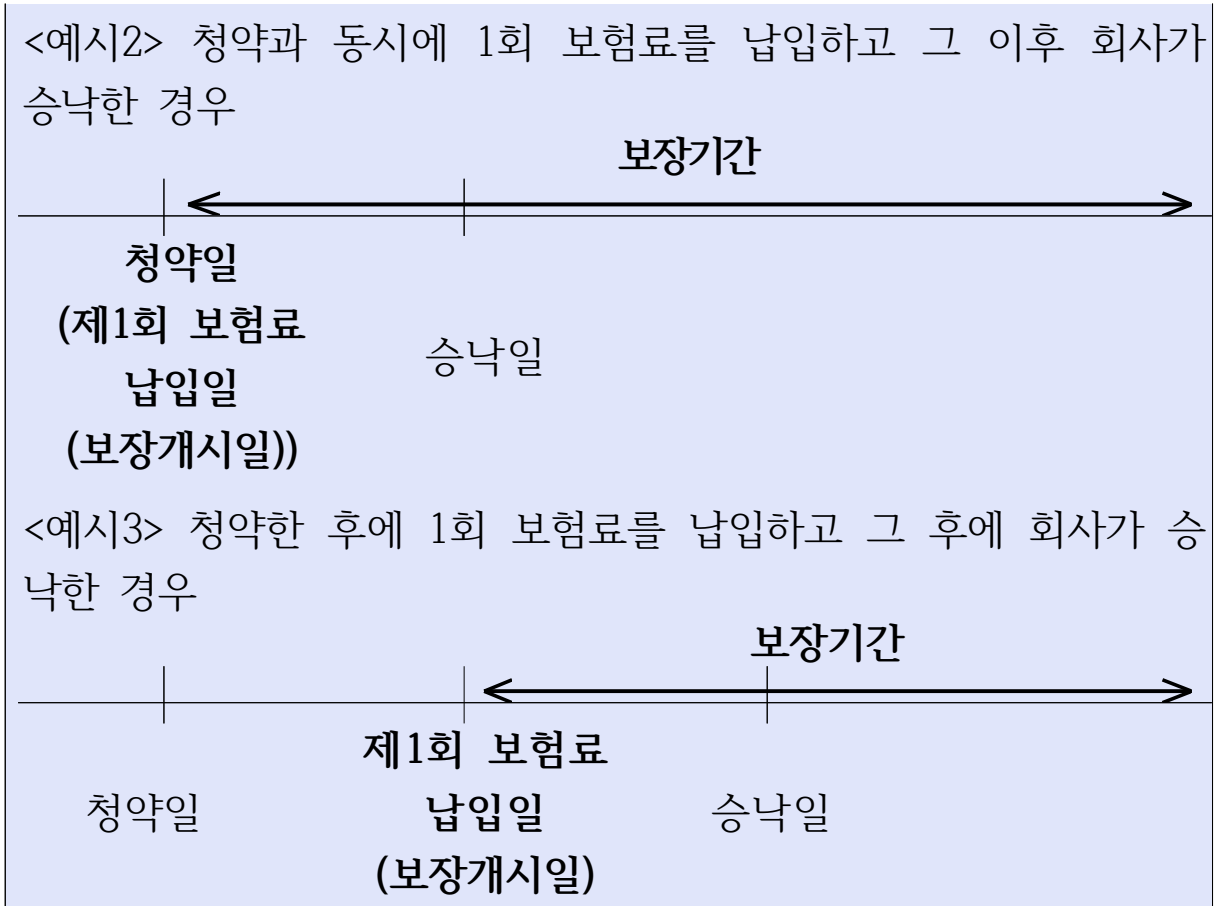 <예시2> 청약과 동시에 1회 보험료를 납입하고 그 이후 회사가
승낙한 경우
보장기간
청약일
(제1회 보험료
납입일
(보장개시일))
승낙일
<예시3> 청약한 후에 1회 보험료를 납입하고 그 후에 회사가 승
낙한 경우
보장기간
청약일
제1회 보험료
납입일
(보장개시일)
승낙일